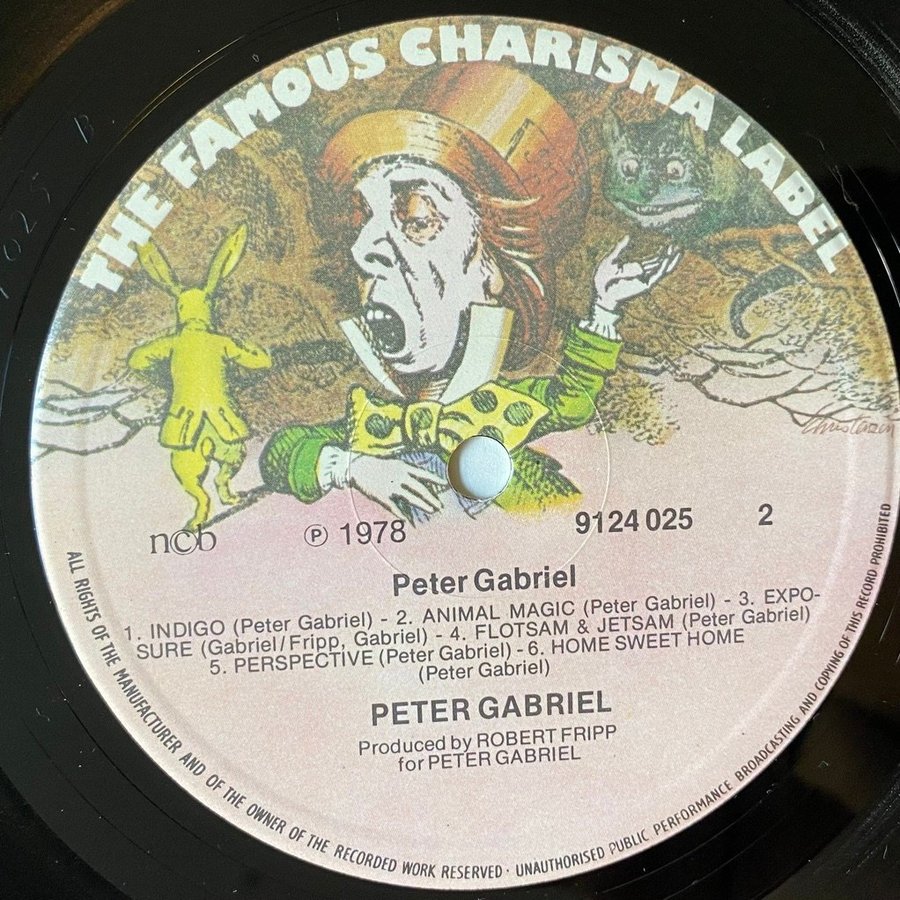 THE FAMOUS CHARISMA LABEL
ncb ℗ 1978 9124 025 2
Peter Gabriel
1. INDIGO (Peter Gabriel) - 2. ANIMAL MAGIC (Peter Gabriel) - 3. EXPO-
SURE (Gabriel/Fripp, Gabriel) - 4. FLOTSAM & JETSAM (Peter Gabriel)
5. PERSPECTIVE (Peter Gabriel) - 6. HOME SWEET HOME
(Peter Gabriel)
PETER GABRIEL
Produced by ROBERT FRIPP
for PETER GABRIEL
ALL RIGHTS OF THE MANUFACTURER AND OF THE OWNER OF THE RECORDED WORK RESERVED · UNAUTHORISED PUBLIC PERFORMANCE BROADCASTING AND COPYING OF THIS RECORD PROHIBITED